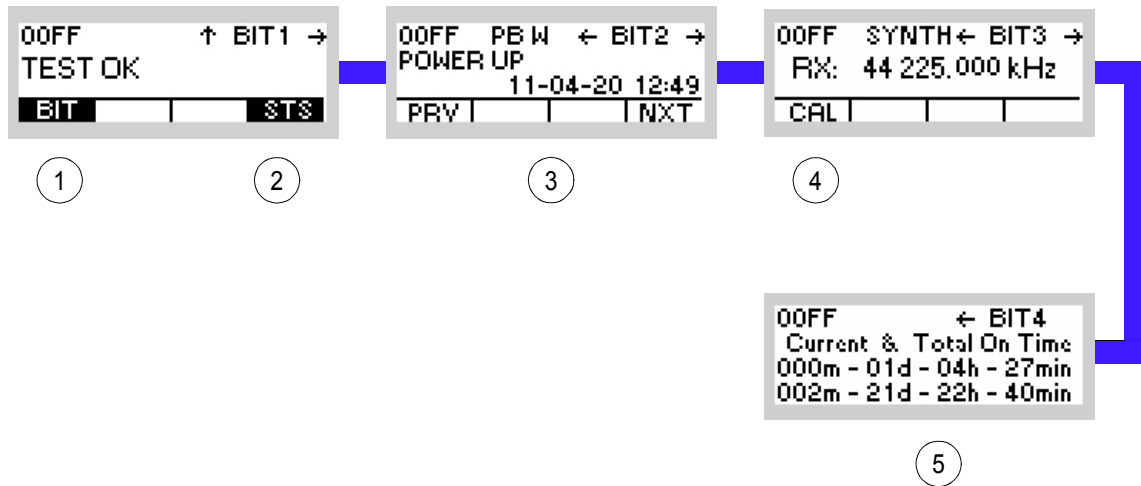 00FF ↑ BIT1 →
TEST OK
BIT STS
1 2
00FF PB W ← BIT2 →
POWER UP
11-04-20 12:49
PRV NXT
3
00FF SYNTH← BIT3 →
RX: 44 225.000 kHz
CAL
4
00FF ← BIT4
Current & Total On Time
000m - 01d - 04h - 27min
002m - 21d - 22h - 40min
5